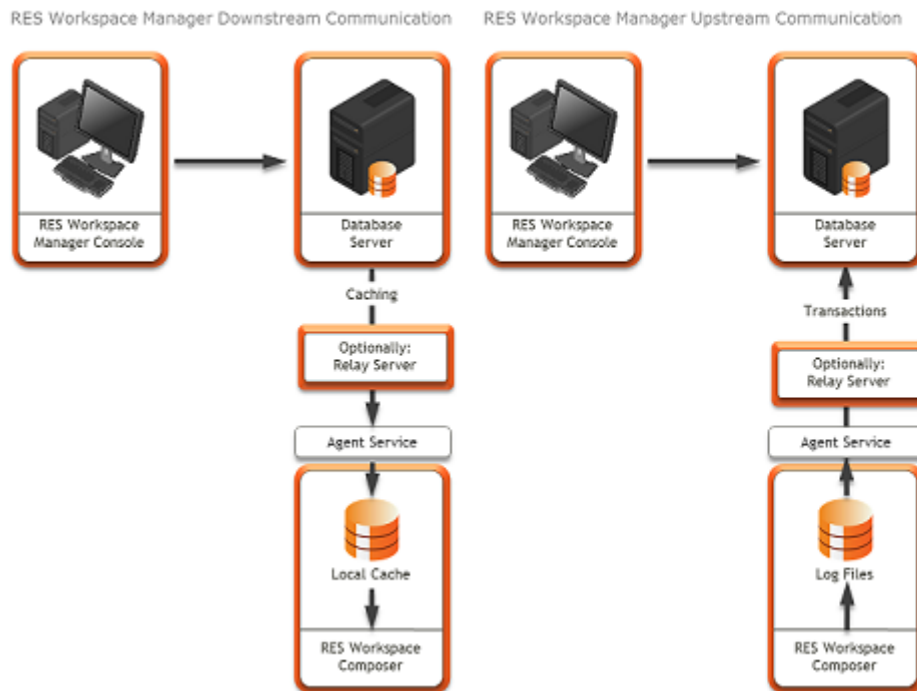 RES Workspace Manager Downstream Communication
RES Workspace
Manager Console
Database
Server
Caching
Optionally:
Relay Server
Agent Service
Local Cache
RES Workspace
Composer
RES Workspace Manager Upstream Communication
RES Workspace
Manager Console
Database
Server
Transactions
Optionally:
Relay Server
Agent Service
Log Files
RES Workspace
Composer